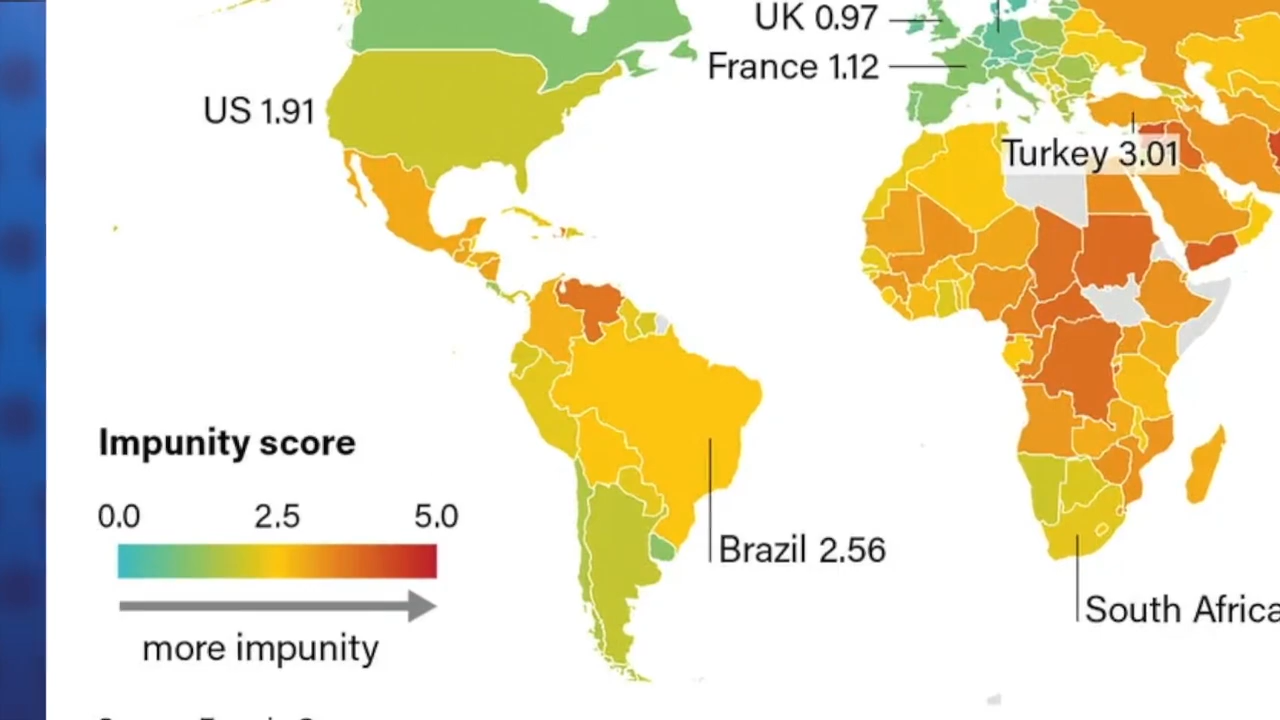 UK 0.97
France 1.12
US 1.91
Turkey 3.01
Impunity score
0.0 2.5 5.0
Brazil 2.56
South Africa
more impunity